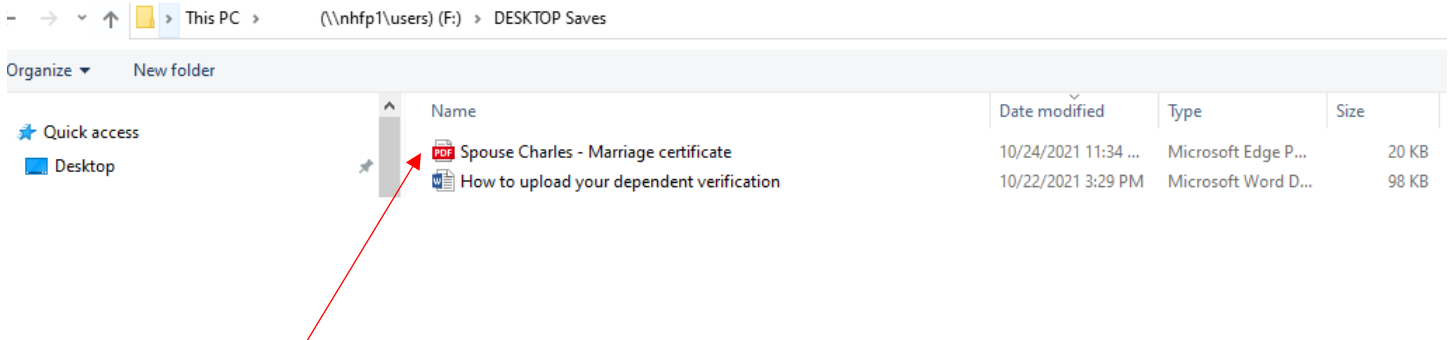 This PC > (\\nhfp1\users) (F:) > DESKTOP Saves
Organize New folder
Name Date modified Type Size
Quick access
PDF Spouse Charles - Marriage certificate 10/24/2021 11:34 ... Microsoft Edge P... 20 KB
Desktop
W How to upload your dependent verification 10/22/2021 3:29 PM Microsoft Word D... 98 KB